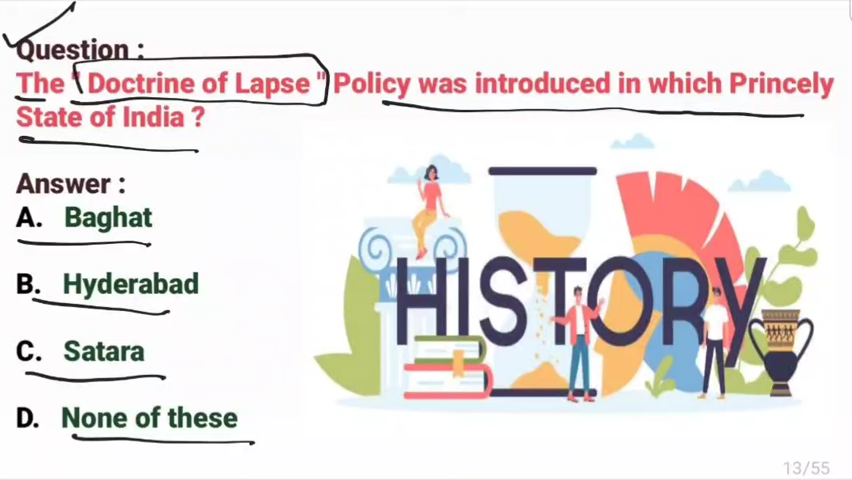 Question :
The " Doctrine of Lapse " Policy was introduced in which Princely
State of India ?
Answer :
A. Baghat
B. Hyderabad
C. Satara
D. None of these
HISTORY
13/55